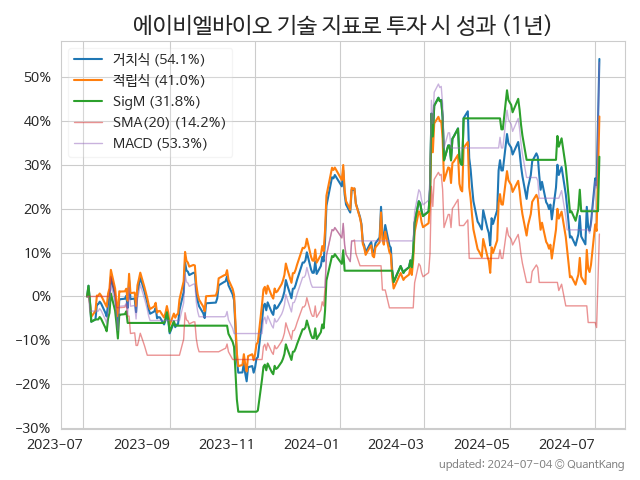 에이비엘바이오 기술 지표로 투자 시 성과 (1년)
거치식 (54.1%)
적립식 (41.0%)
SigM (31.8%)
SMA(20) (14.2%)
MACD (53.3%)
50%
40%
30%
20%
10%
0%
−10%
−20%
−30%
2023-07 2023-09 2023-11 2024-01 2024-03 2024-05 2024-07
updated: 2024-07-04 © QuantKang